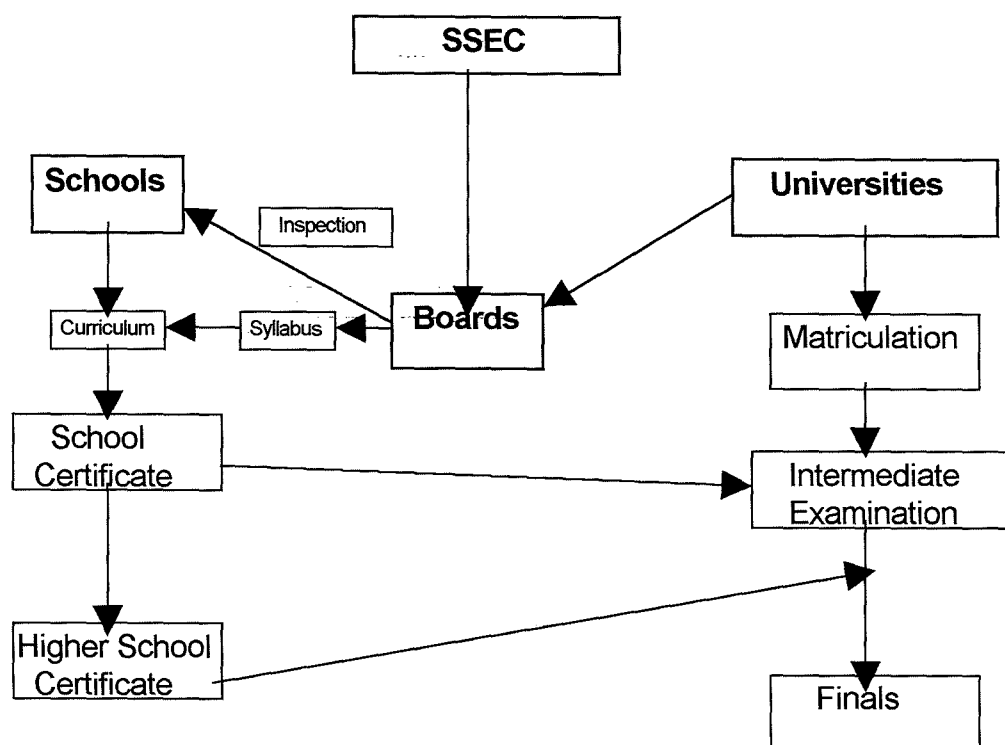 SSEC
Schools
Universities
Inspection
Boards
Curriculum
Syllabus
Matriculation
School
Certificate
Intermediate
Examination
Higher School
Certificate
Finals